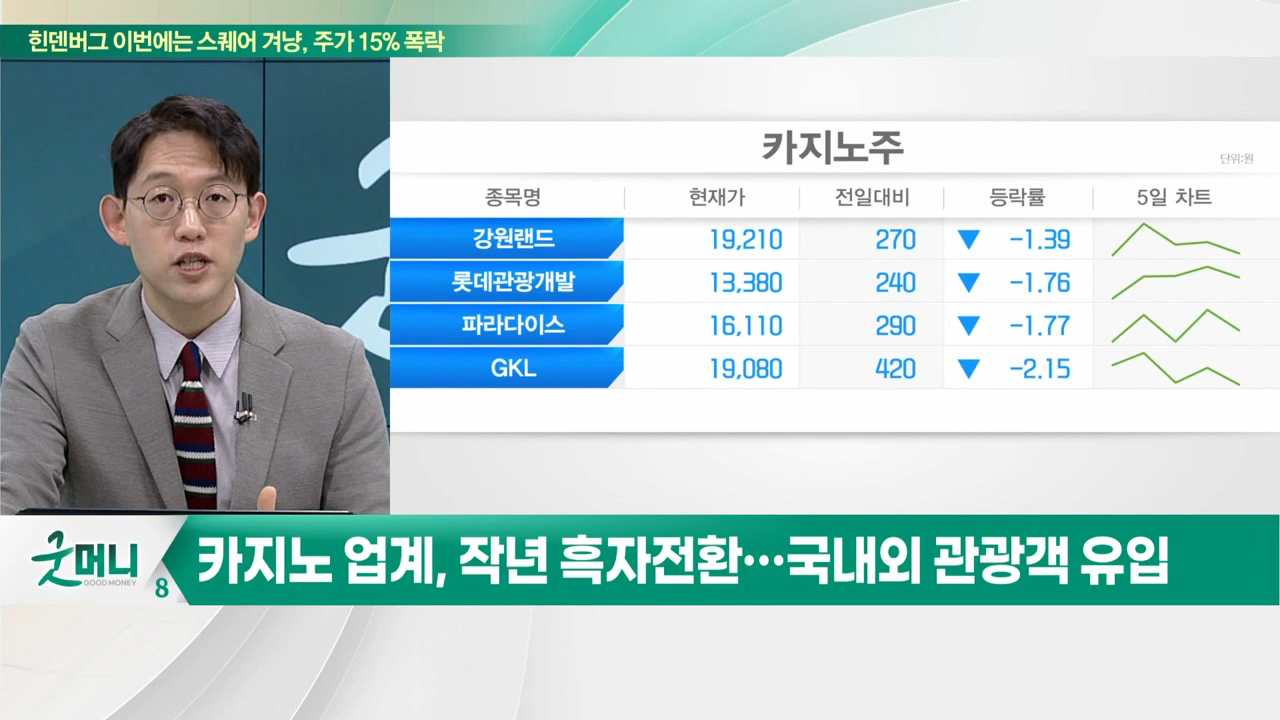 힌덴버그 이번에는 스퀘어 겨냥, 주가 15% 폭락
카지노주
단위:원
종목명 현재가 전일대비 등락률 5일 차트
강원랜드 19,210 270 ▼ -1.39
롯데관광개발 13,380 240 ▼ -1.76
파라다이스 16,110 290 ▼ -1.77
GKL 19,080 420 ▼ -2.15
굿머니
GOOD MONEY
8
카지노 업계, 작년 흑자전환…국내외 관광객 유입